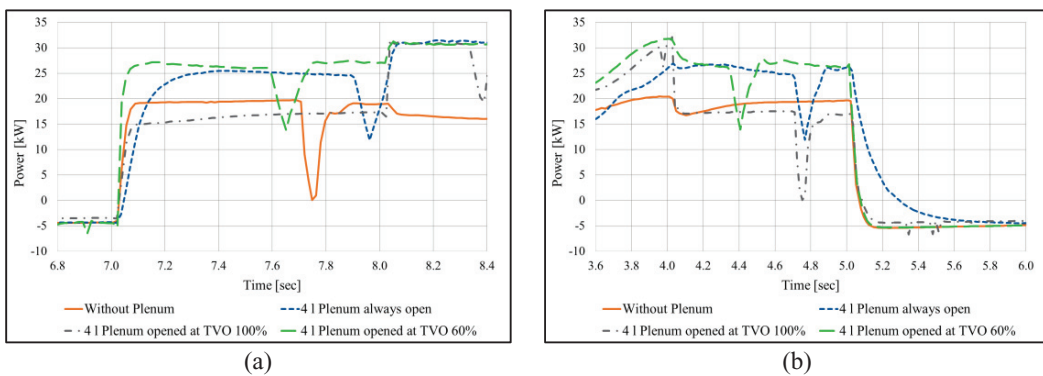 35
30
25
20
15
10
5
0
-5
-10
Power [kW]
6.8 7.0 7.2 7.4 7.6 7.8 8.0 8.2 8.4
Time [sec]
Without Plenum 4 l Plenum always open
4 l Plenum opened at TVO 100% 4 l Plenum opened at TVO 60%
(a)
35
30
25
20
15
10
5
0
-5
-10
Power [kW]
3.6 3.8 4.0 4.2 4.4 4.6 4.8 5.0 5.2 5.4 5.6 5.8 6.0
Time [sec]
Without Plenum 4 l Plenum always open
4 l Plenum opened at TVO 100% 4 l Plenum opened at TVO 60%
(b)